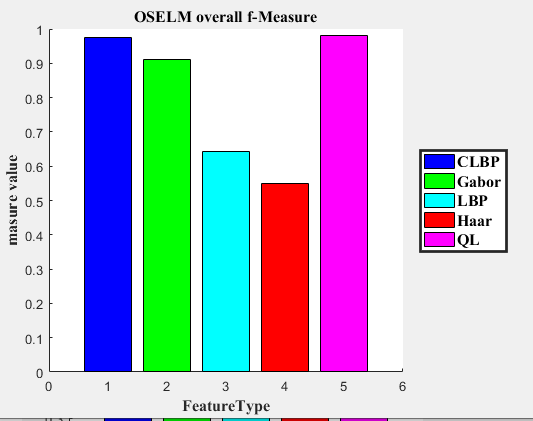 OSELM overall f-Measure
1
0.9
0.8
0.7
0.6
0.5
0.4
0.3
0.2
0.1
0
masure value
0 1 2 3 4 5 6
FeatureType
CLBP
Gabor
LBP
Haar
QL